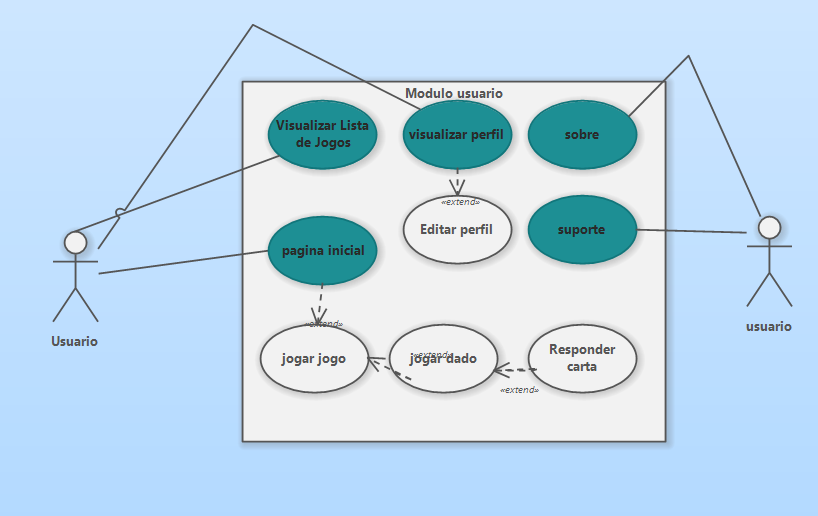 Modulo usuario
Visualizar Lista
de Jogos
visualizar perfil
sobre
«extend»
Editar perfil
suporte
pagina inicial
Usuario
usuario
«extend»
jogar jogo
«extend»
jogar dado
Responder
carta
«extend»